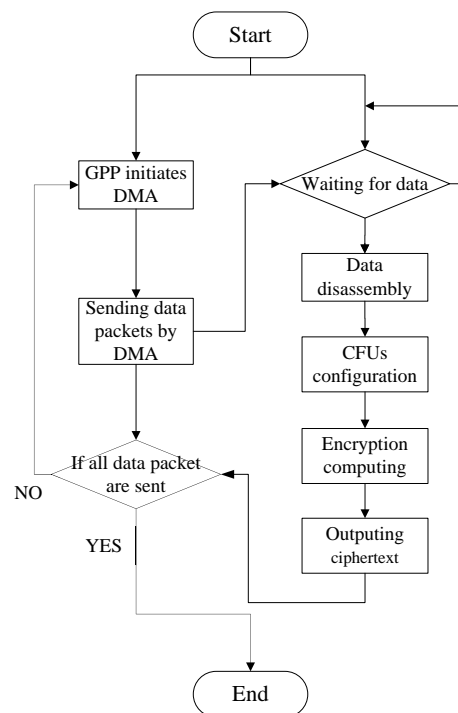 Start
GPP initiates
DMA
Waiting for data
Sending data
packets by
DMA
Data
disassembly
CFUs
configuration
Encryption
computing
If all data packet
are sent
NO
YES
Outputing
ciphertext
End